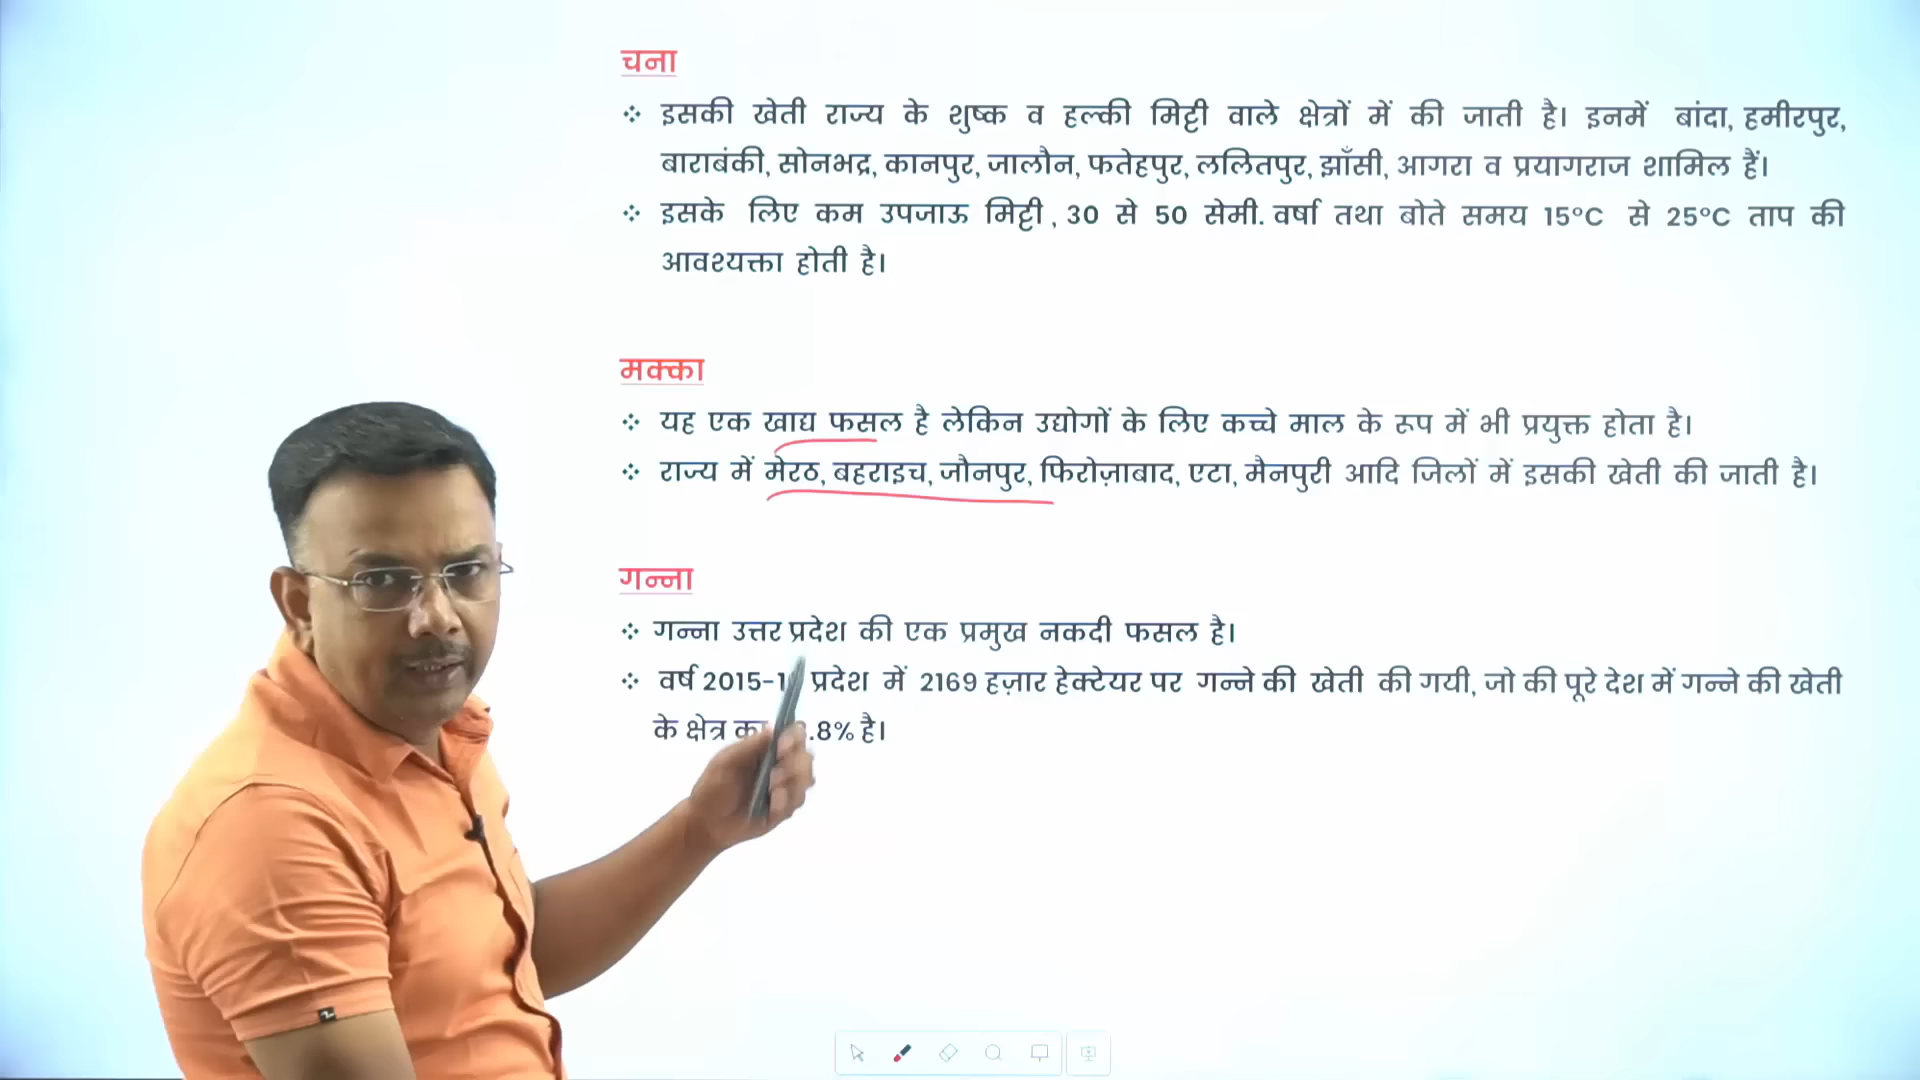 चना
❖ इसकी खेती राज्य के शुष्क व हल्की मिट्टी वाले क्षेत्रों में की जाती है। इनमें बांदा, हमीरपुर,
बाराबंकी, सोनभद्र, कानपुर, जालौन, फतेहपुर, ललितपुर, झाँसी, आगरा व प्रयागराज शामिल हैं।
❖ इसके लिए कम उपजाऊ मिट्टी , 30 से 50 सेमी. वर्षा तथा बोते समय 15°C से 25°C ताप की
आवश्यक्ता होती है।
मक्का
❖ यह एक खाद्य फसल है लेकिन उद्योगों के लिए कच्चे माल के रूप में भी प्रयुक्त होता है।
❖ राज्य में मेरठ, बहराइच, जौनपुर, फिरोज़ाबाद, एटा, मैनपुरी आदि जिलों में इसकी खेती की जाती है।
गन्ना
❖ गन्ना उत्तर प्रदेश की एक प्रमुख नकदी फसल है।
❖ वर्ष प्रदेश में 2169 हज़ार हेक्टेयर पर गन्ने की खेती की गयी, जो की पूरे देश में गन्ने की खेती
के क्षेत्र है।